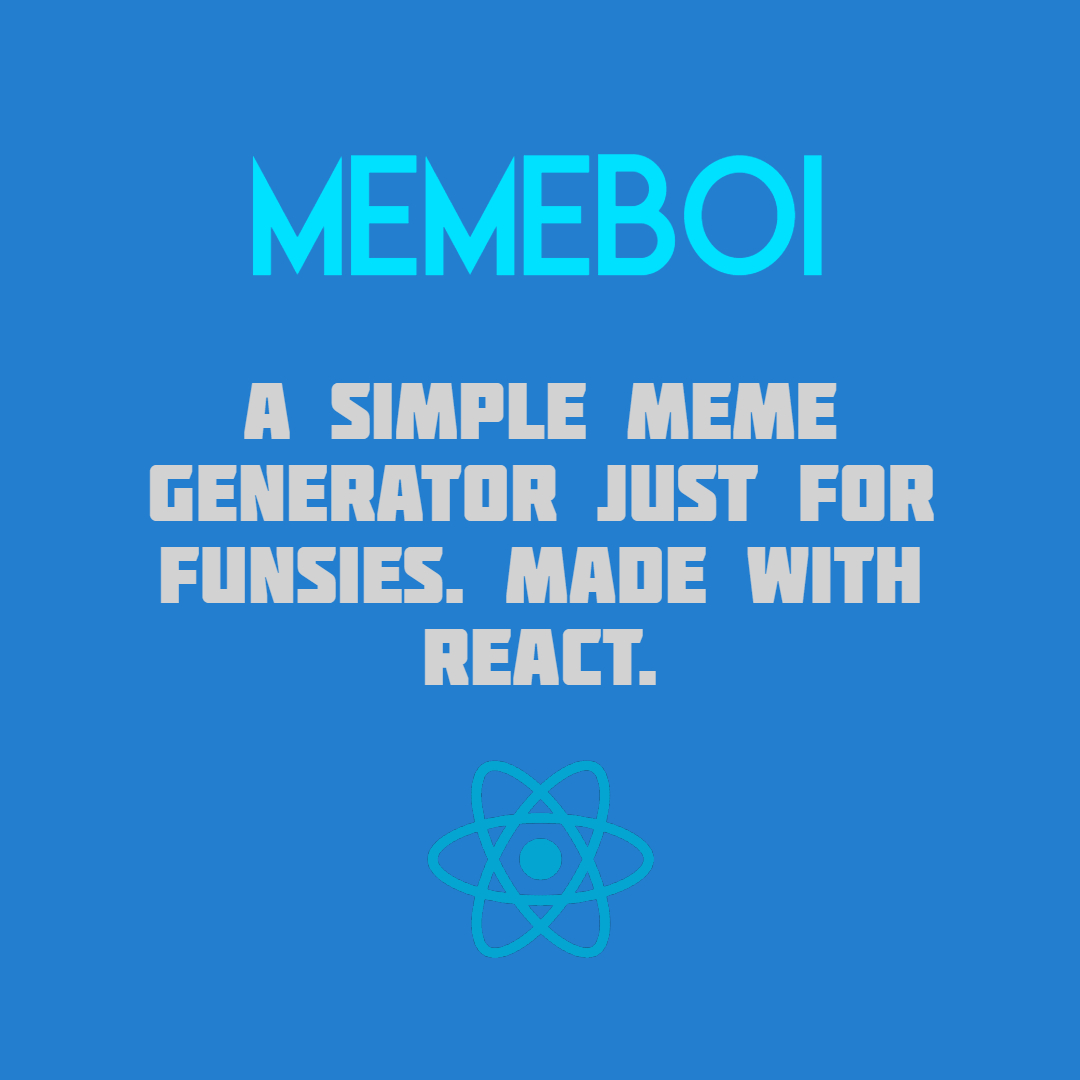 MEMEBOI
A SIMPLE MEME
GENERATOR JUST FOR
FUNSIES. MADE WITH
REACT.